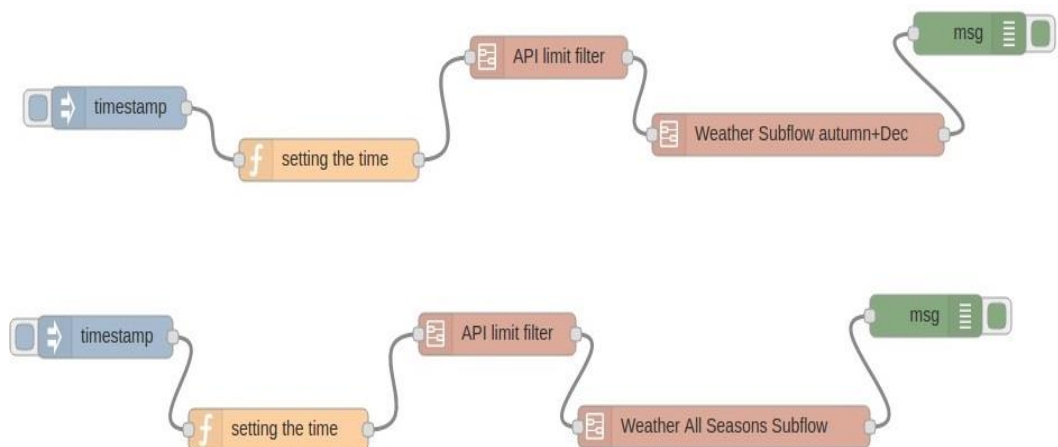 timestamp
setting the time
API limit filter
Weather Subflow autumn+Dec
msg
timestamp
setting the time
API limit filter
Weather All Seasons Subflow
msg